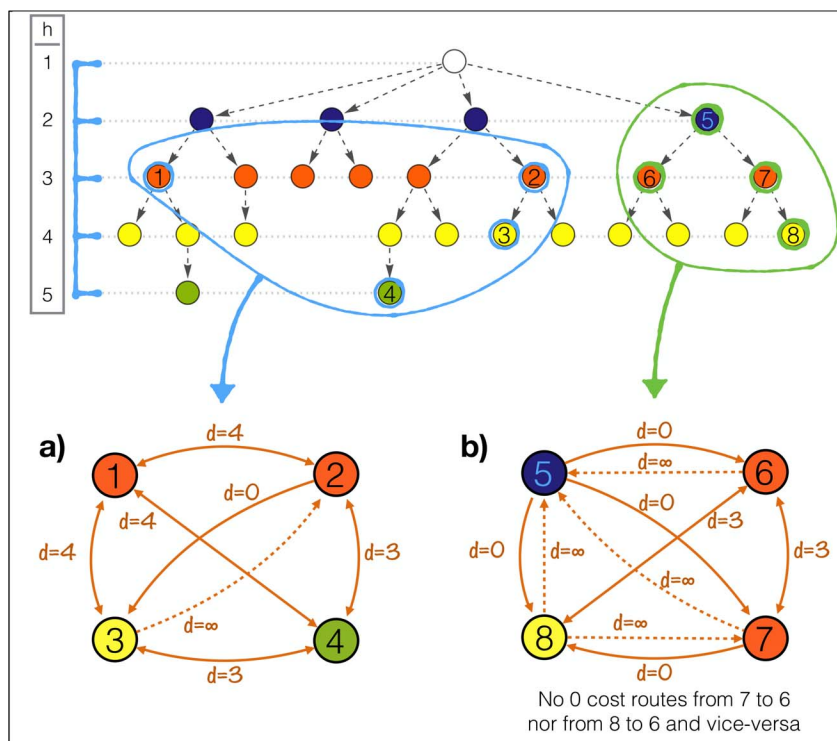 h
1
2
5
3
1
2
6
7
4
3
8
5
4
a)
d=4
1
2
d=0
d=4
d=4
d=3
3
d=∞
4
d=3
b)
d=0
5
d=∞
6
d=0
d=3
d=0
d=∞
d=3
d=∞
8
d=∞
7
d=0
No 0 cost routes from 7 to 6
nor from 8 to 6 and vice-versa